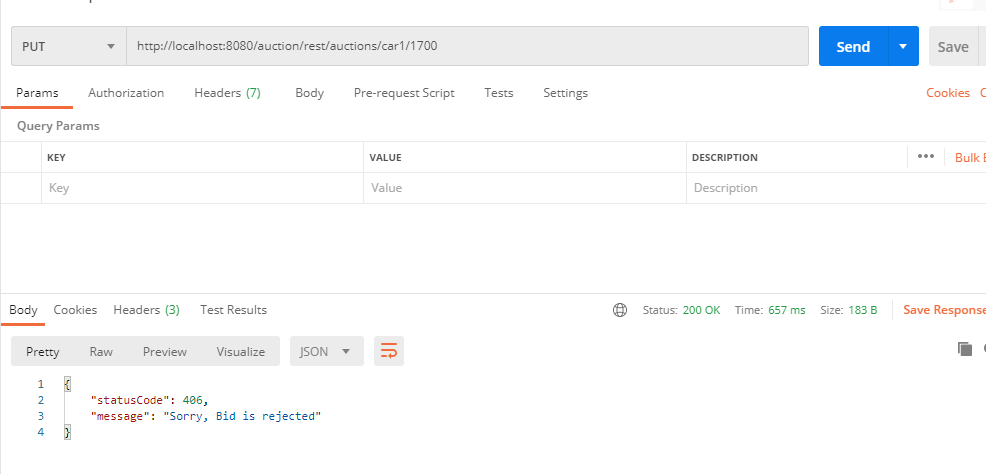 PUT http://localhost:8080/auction/rest/auctions/car1/1700 Send Save
Params Authorization Headers (7) Body Pre-request Script Tests Settings Cookies
Query Params
KEY VALUE DESCRIPTION ••• Bulk
Key Value Description
Body Cookies Headers (3) Test Results Status: 200 OK Time: 657 ms Size: 183 B Save Response
Pretty Raw Preview Visualize JSON
1 {
2 "statusCode": 406,
3 "message": "Sorry, Bid is rejected"
4 }